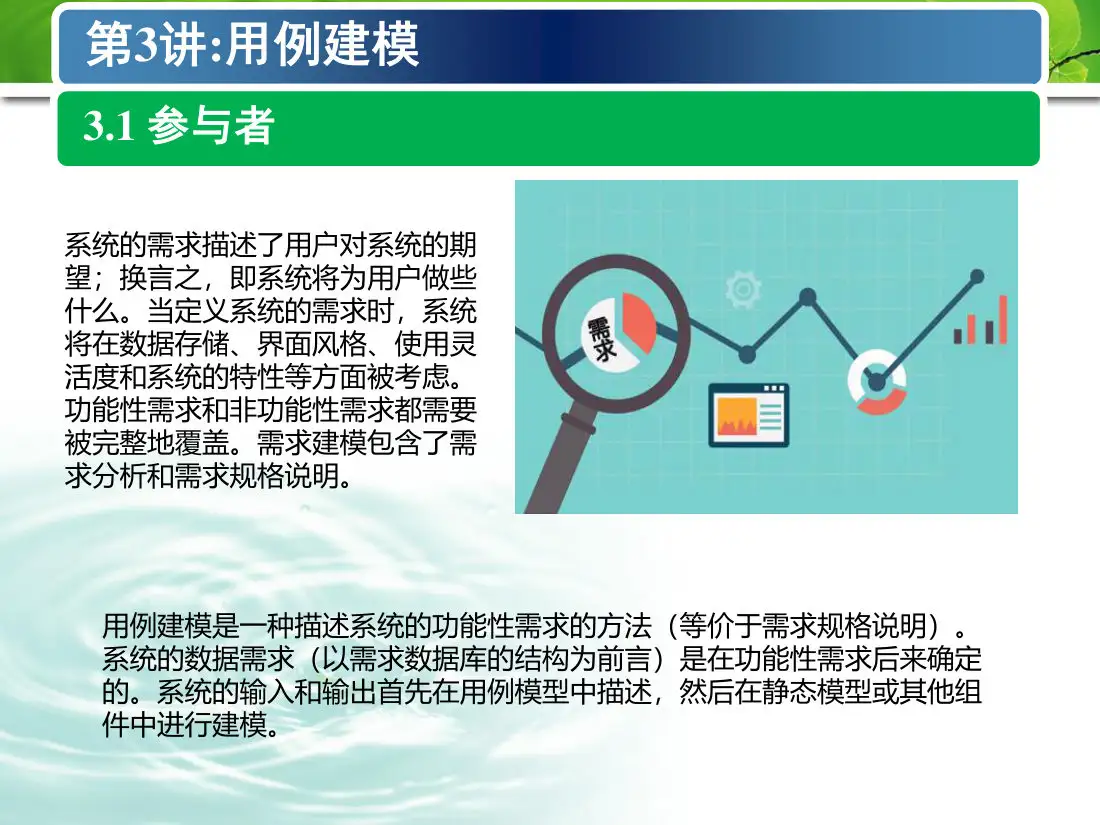 第3讲:用例建模
3.1 参与者
系统的需求描述了用户对系统的期
望；换言之，即系统将为用户做些
什么。当定义系统的需求时，系统
将在数据存储、界面风格、使用灵
活度和系统的特性等方面被考虑。
功能性需求和非功能性需求都需要
被完整地覆盖。需求建模包含了需
求分析和需求规格说明。
需求
用例建模是一种描述系统的功能性需求的方法（等价于需求规格说明）。
系统的数据需求（以需求数据库的结构为前言）是在功能性需求后来确定
的。系统的输入和输出首先在用例模型中描述，然后在静态模型或其他组
件中进行建模。